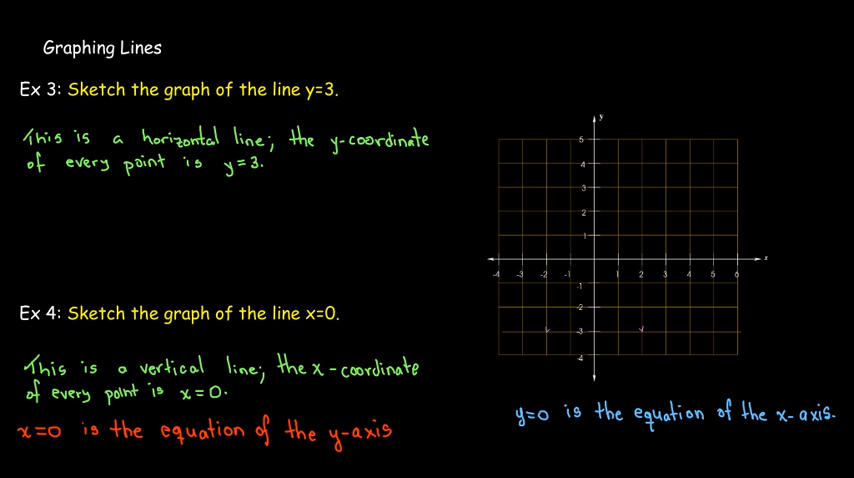 Graphing Lines
Ex 3: Sketch the graph of the line y=3.
This is a horizontal line; the y-coordinate
of every point is y=3.
y
5
4
3
2
1
-4 -3 -2 -1 1 2 3 4 5 6 x
-1
-2
-3
-4
Ex 4: Sketch the graph of the line x=0.
This is a vertical line; the x-coordinate
of every point is x=0.
x=0 is the equation of the y-axis
y=0 is the equation of the x-axis.